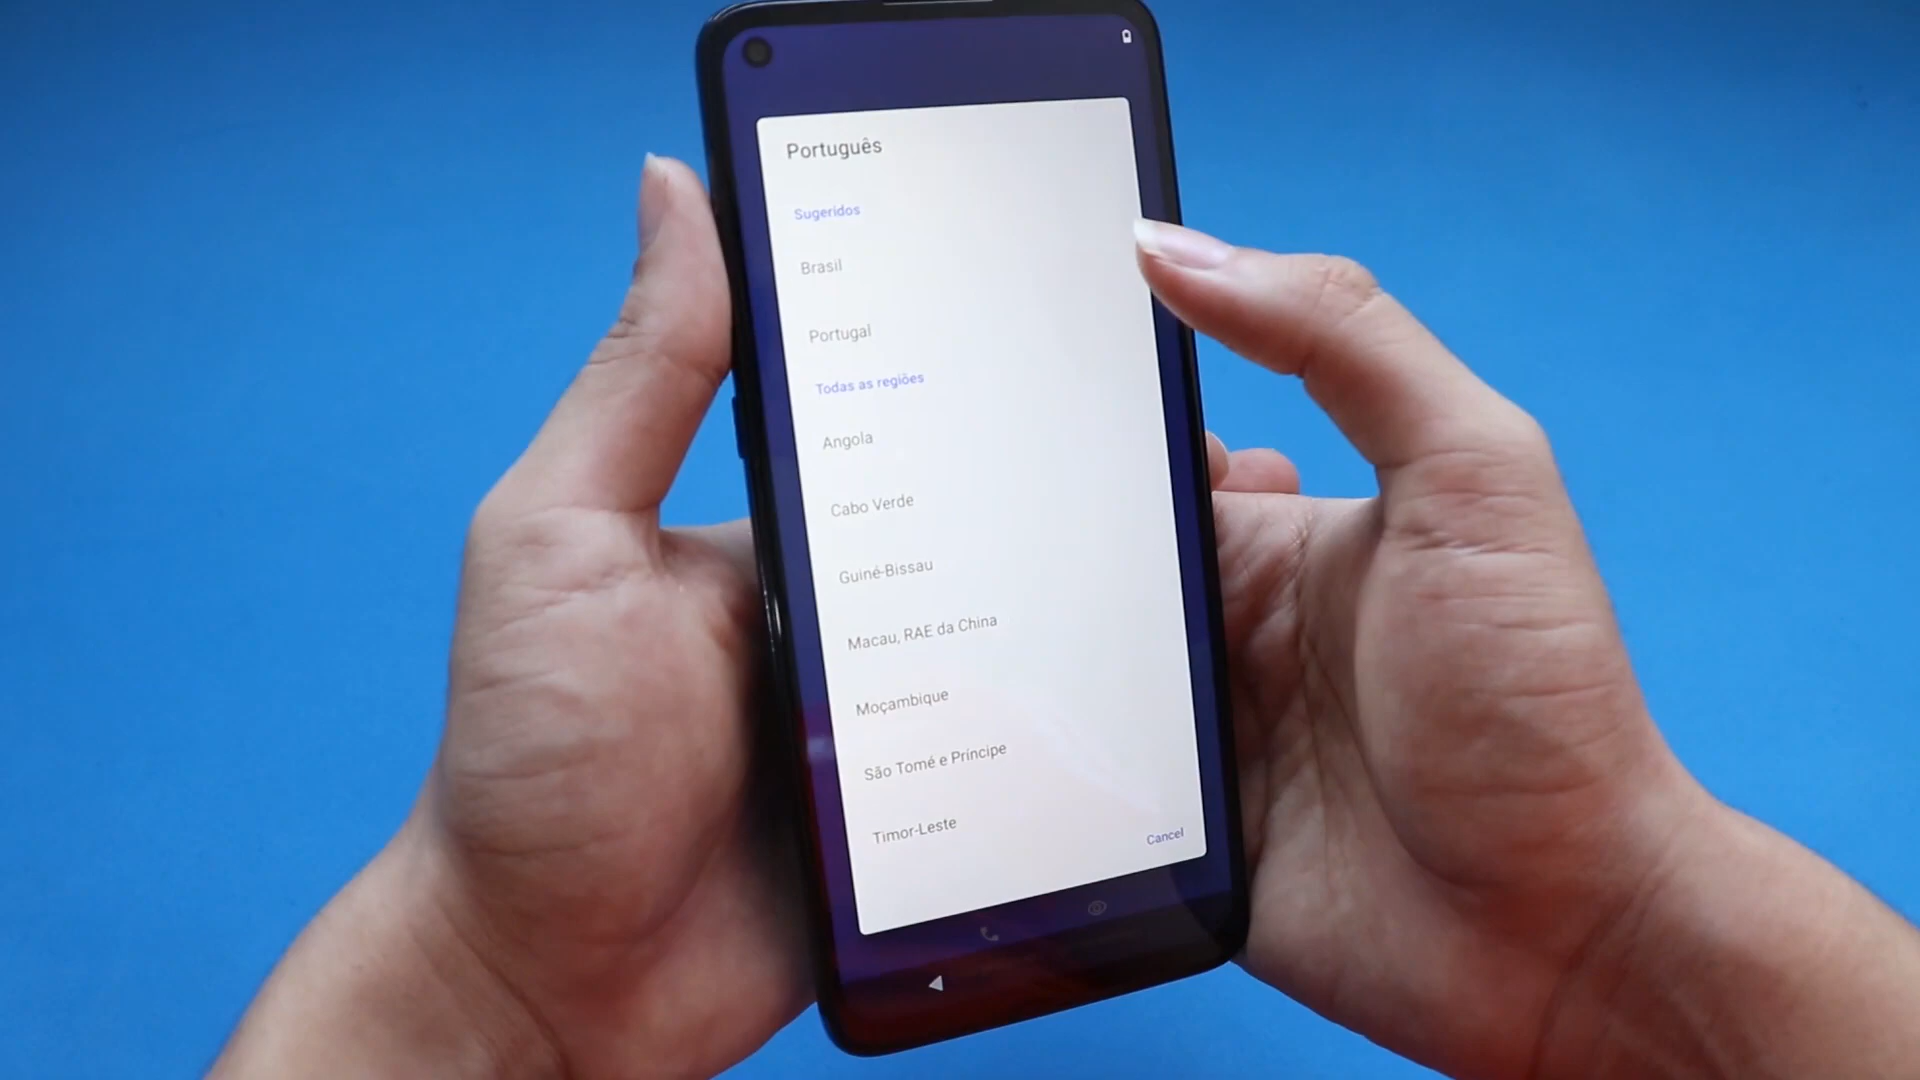 Português
Sugeridos
Brasil
Portugal
Todas as regiões
Angola
Cabo Verde
Guiné-Bissau
Macau, RAE da China
Moçambique
São Tomé e Príncipe
Timor-Leste
Cancel